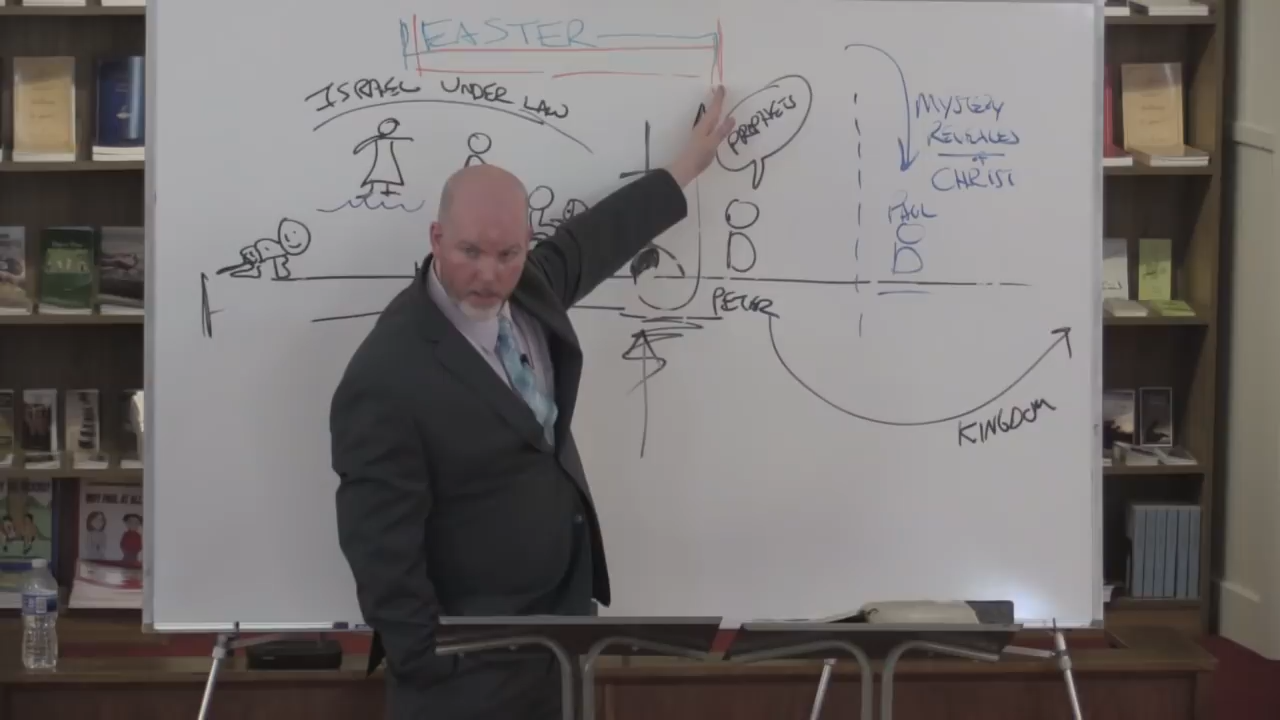 EASTER
ISRAEL UNDER LAW
PROPHETS
MYSTERY
REVEALED
of
CHRIST
PAUL
PETER
KINGDOM